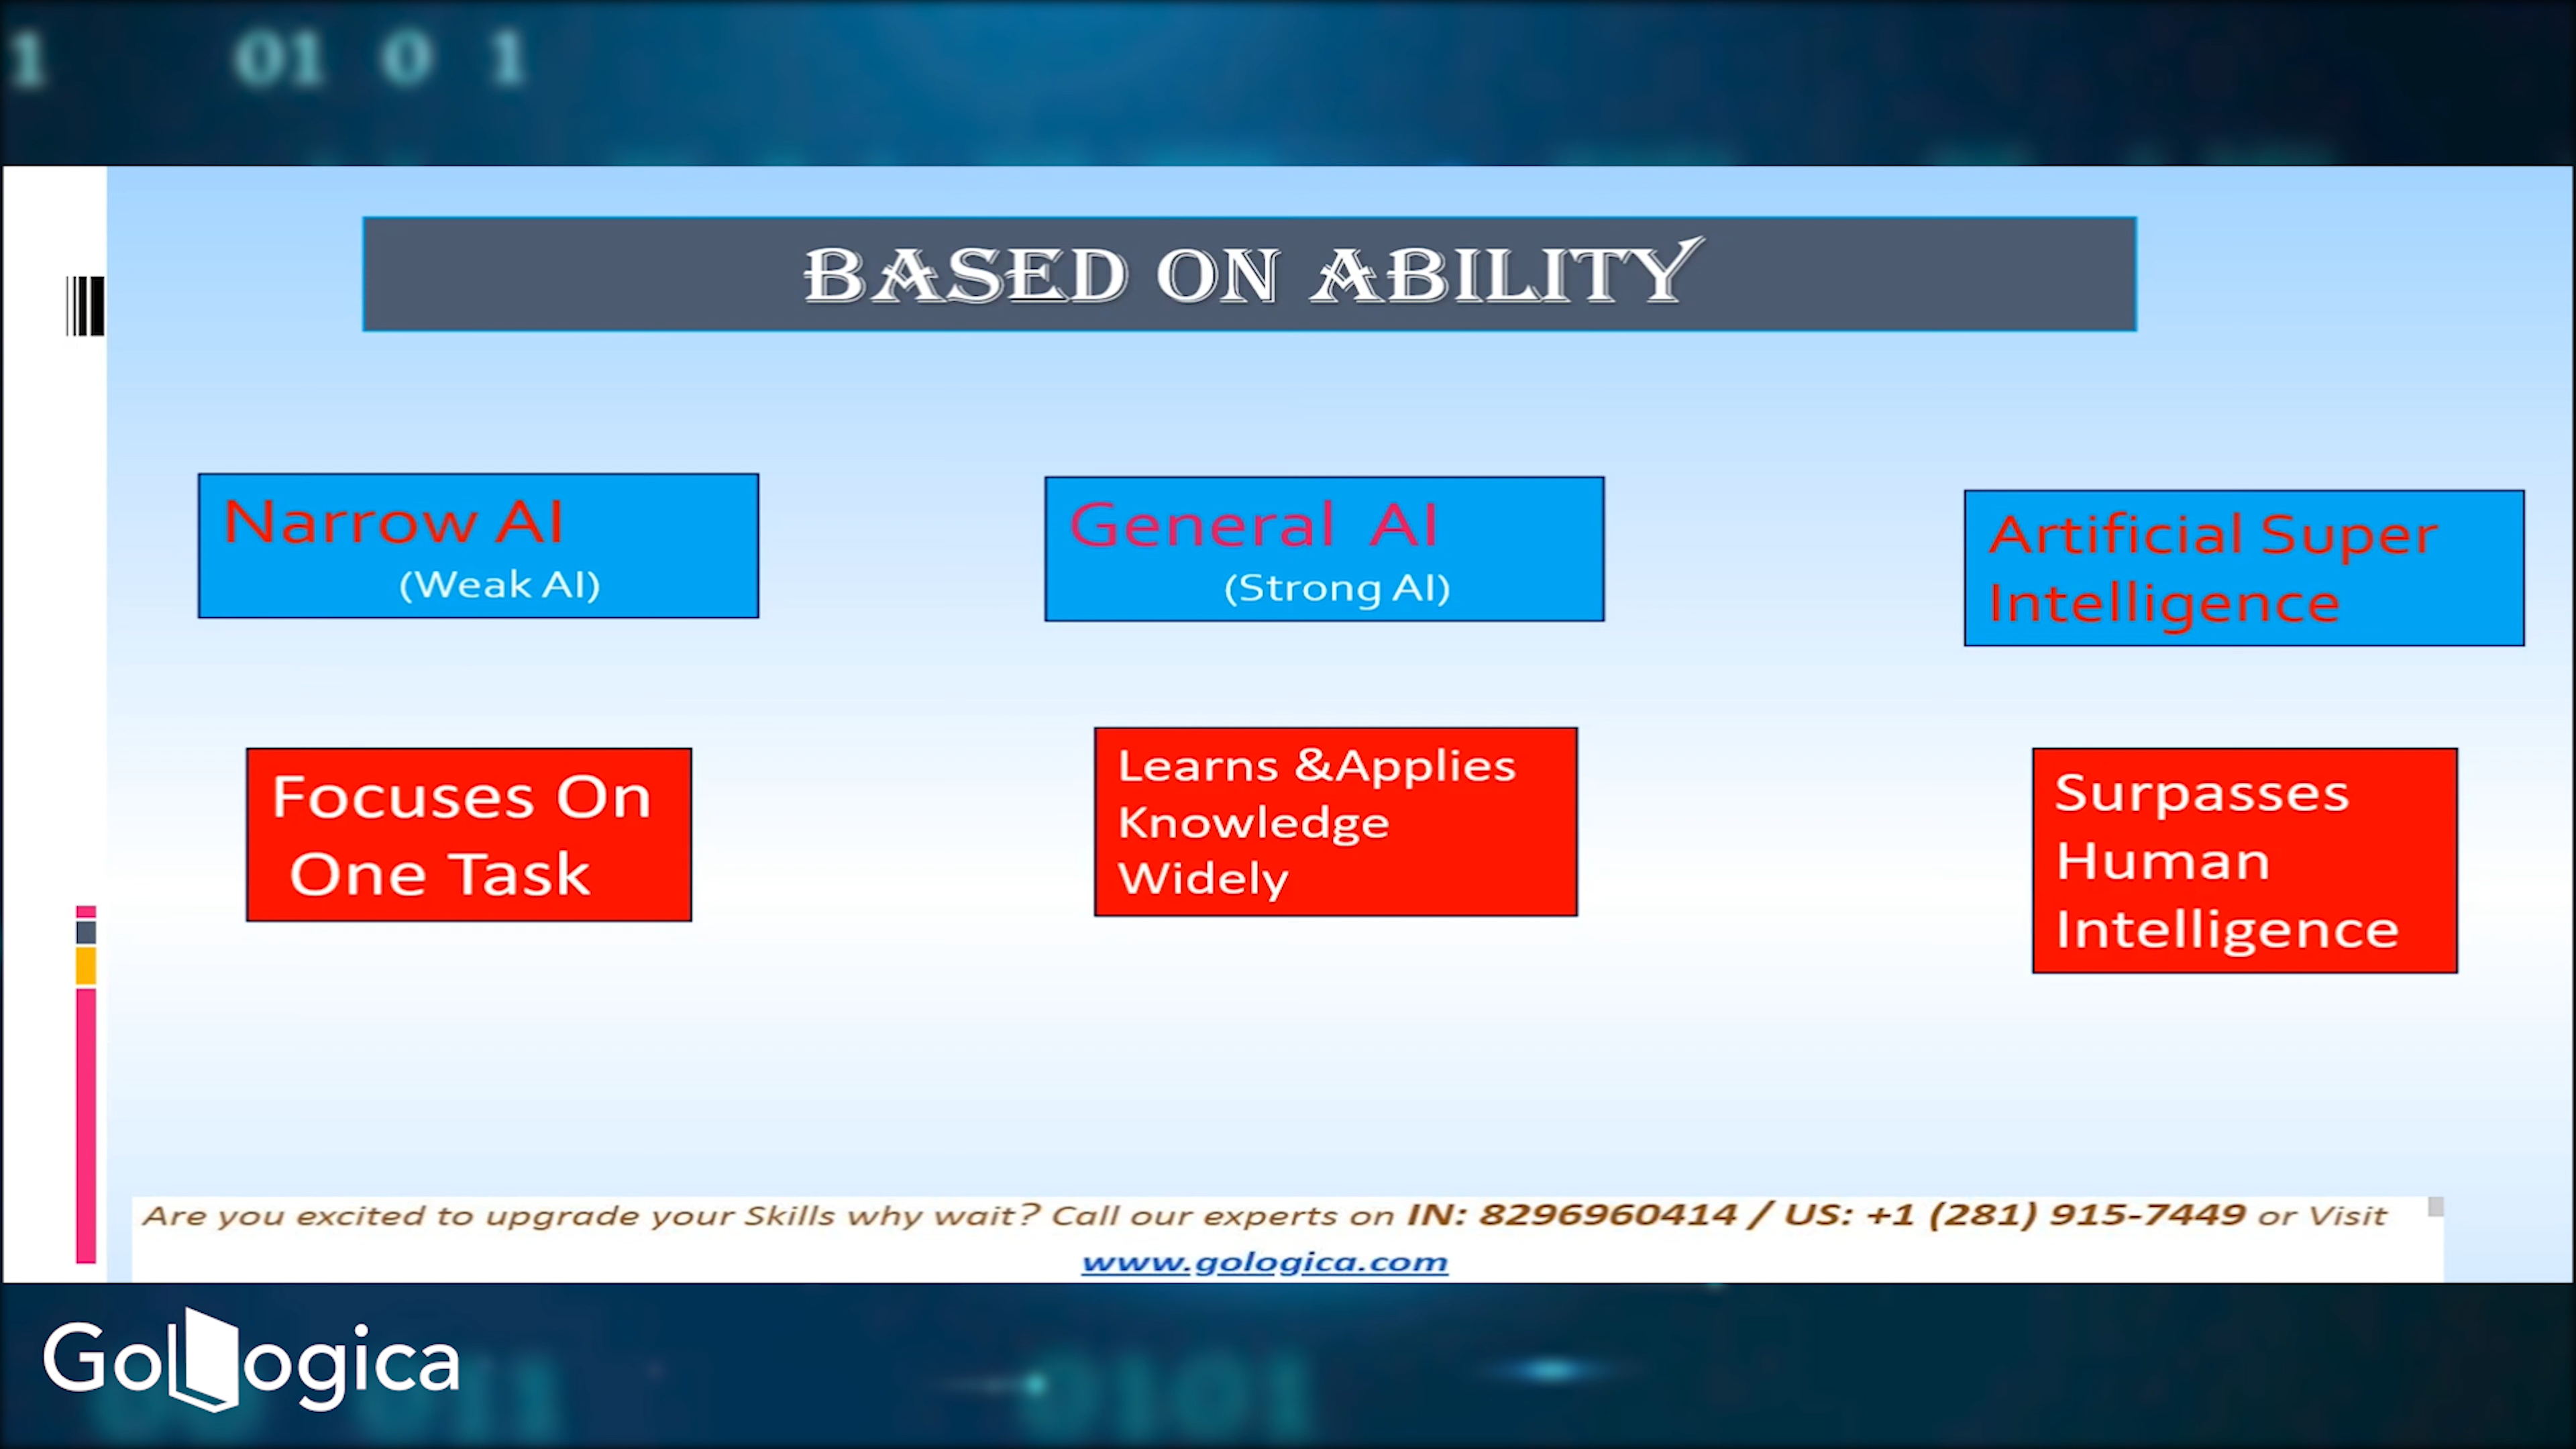 1 01 0 1
BASED ON ABILITY
Narrow AI
(Weak AI)
General AI
(Strong AI)
Artificial Super
Intelligence
Focuses On
One Task
Learns &Applies
Knowledge
Widely
Surpasses
Human
Intelligence
Are you excited to upgrade your Skills why wait? Call our experts on IN: 8296960414 / US: +1 (281) 915-7449 or Visit
www.gologica.com
GoLogica
0101